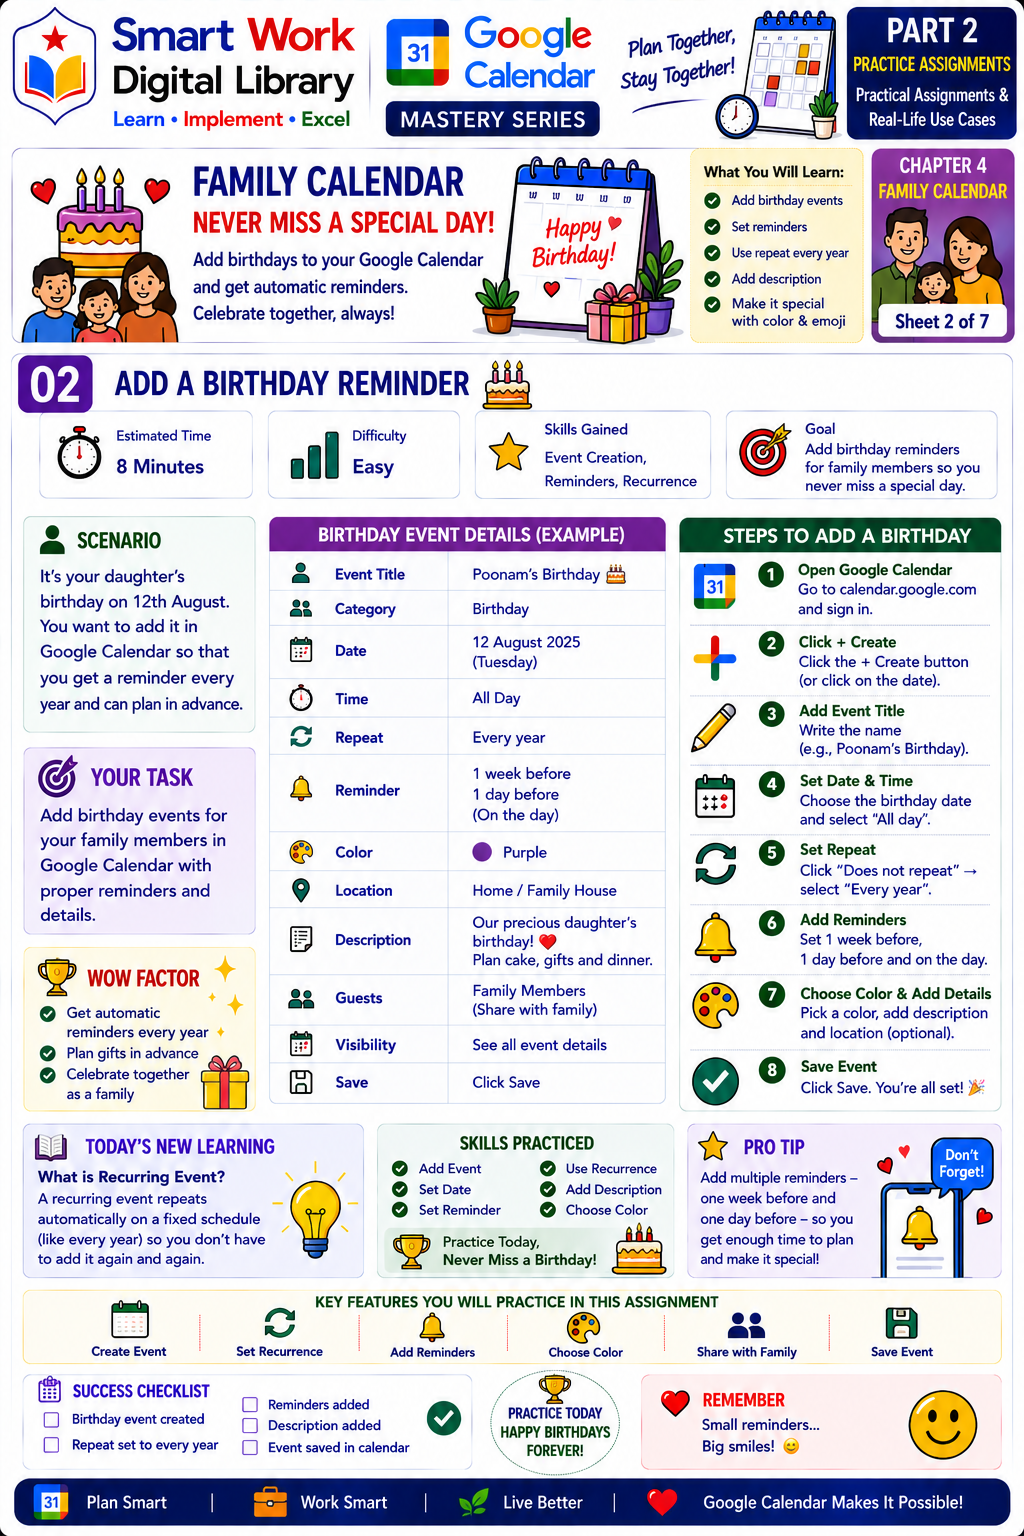 Smart Work
Digital Library
Learn • Implement • Excel
31
Google
Calendar
MASTERY SERIES
Plan Together,
Stay Together!
PART 2
PRACTICE ASSIGNMENTS
Practical Assignments &
Real-Life Use Cases
FAMILY CALENDAR
NEVER MISS A SPECIAL DAY!
Add birthdays to your Google Calendar
and get automatic reminders.
Celebrate together, always!
Happy
Birthday!
What You Will Learn:
Add birthday events
Set reminders
Use repeat every year
Add description
Make it special
with color & emoji
CHAPTER 4
FAMILY CALENDAR
Sheet 2 of 7
02
ADD A BIRTHDAY REMINDER
Estimated Time
8 Minutes
Difficulty
Easy
Skills Gained
Event Creation,
Reminders, Recurrence
Goal
Add birthday reminders
for family members so you
never miss a special day.
SCENARIO
It's your daughter's
birthday on 12th August.
You want to add it in
Google Calendar so that
you get a reminder every
year and can plan in advance.
YOUR TASK
Add birthday events for
your family members in
Google Calendar with
proper reminders and
details.
WOW FACTOR
Get automatic
reminders every year
Plan gifts in advance
Celebrate together
as a family
BIRTHDAY EVENT DETAILS (EXAMPLE)
Event Title Poonam's Birthday 🎂
Category Birthday
Date 12 August 2025
(Tuesday)
Time All Day
Repeat Every year
Reminder 1 week before
1 day before
(On the day)
Color Purple
Location Home / Family House
Description Our precious daughter's
birthday! ❤️
Plan cake, gifts and dinner.
Guests Family Members
(Share with family)
Visibility See all event details
Save Click Save
STEPS TO ADD A BIRTHDAY
31
1 Open Google Calendar
Go to calendar.google.com
and sign in.
2 Click + Create
Click the + Create button
(or click on the date).
3 Add Event Title
Write the name
(e.g., Poonam's Birthday).
4 Set Date & Time
Choose the birthday date
and select "All day".
5 Set Repeat
Click "Does not repeat" →
select "Every year".
6 Add Reminders
Set 1 week before,
1 day before and on the day.
7 Choose Color & Add Details
Pick a color, add description
and location (optional).
8 Save Event
Click Save. You're all set! 🎉
TODAY'S NEW LEARNING
What is Recurring Event?
A recurring event repeats
automatically on a fixed schedule
(like every year) so you don't have
to add it again and again.
SKILLS PRACTICED
Add Event
Set Date
Set Reminder
Use Recurrence
Add Description
Choose Color
Practice Today,
Never Miss a Birthday!
PRO TIP
Add multiple reminders –
one week before and
one day before – so you
get enough time to plan
and make it special!
Don't
Forget!
KEY FEATURES YOU WILL PRACTICE IN THIS ASSIGNMENT
Create Event
Set Recurrence
Add Reminders
Choose Color
Share with Family
Save Event
SUCCESS CHECKLIST
Birthday event created
Repeat set to every year
Reminders added
Description added
Event saved in calendar
PRACTICE TODAY
HAPPY BIRTHDAYS
FOREVER!
REMEMBER
Small reminders...
Big smiles! 😊
31
Plan Smart | Work Smart | Live Better | Google Calendar Makes It Possible!